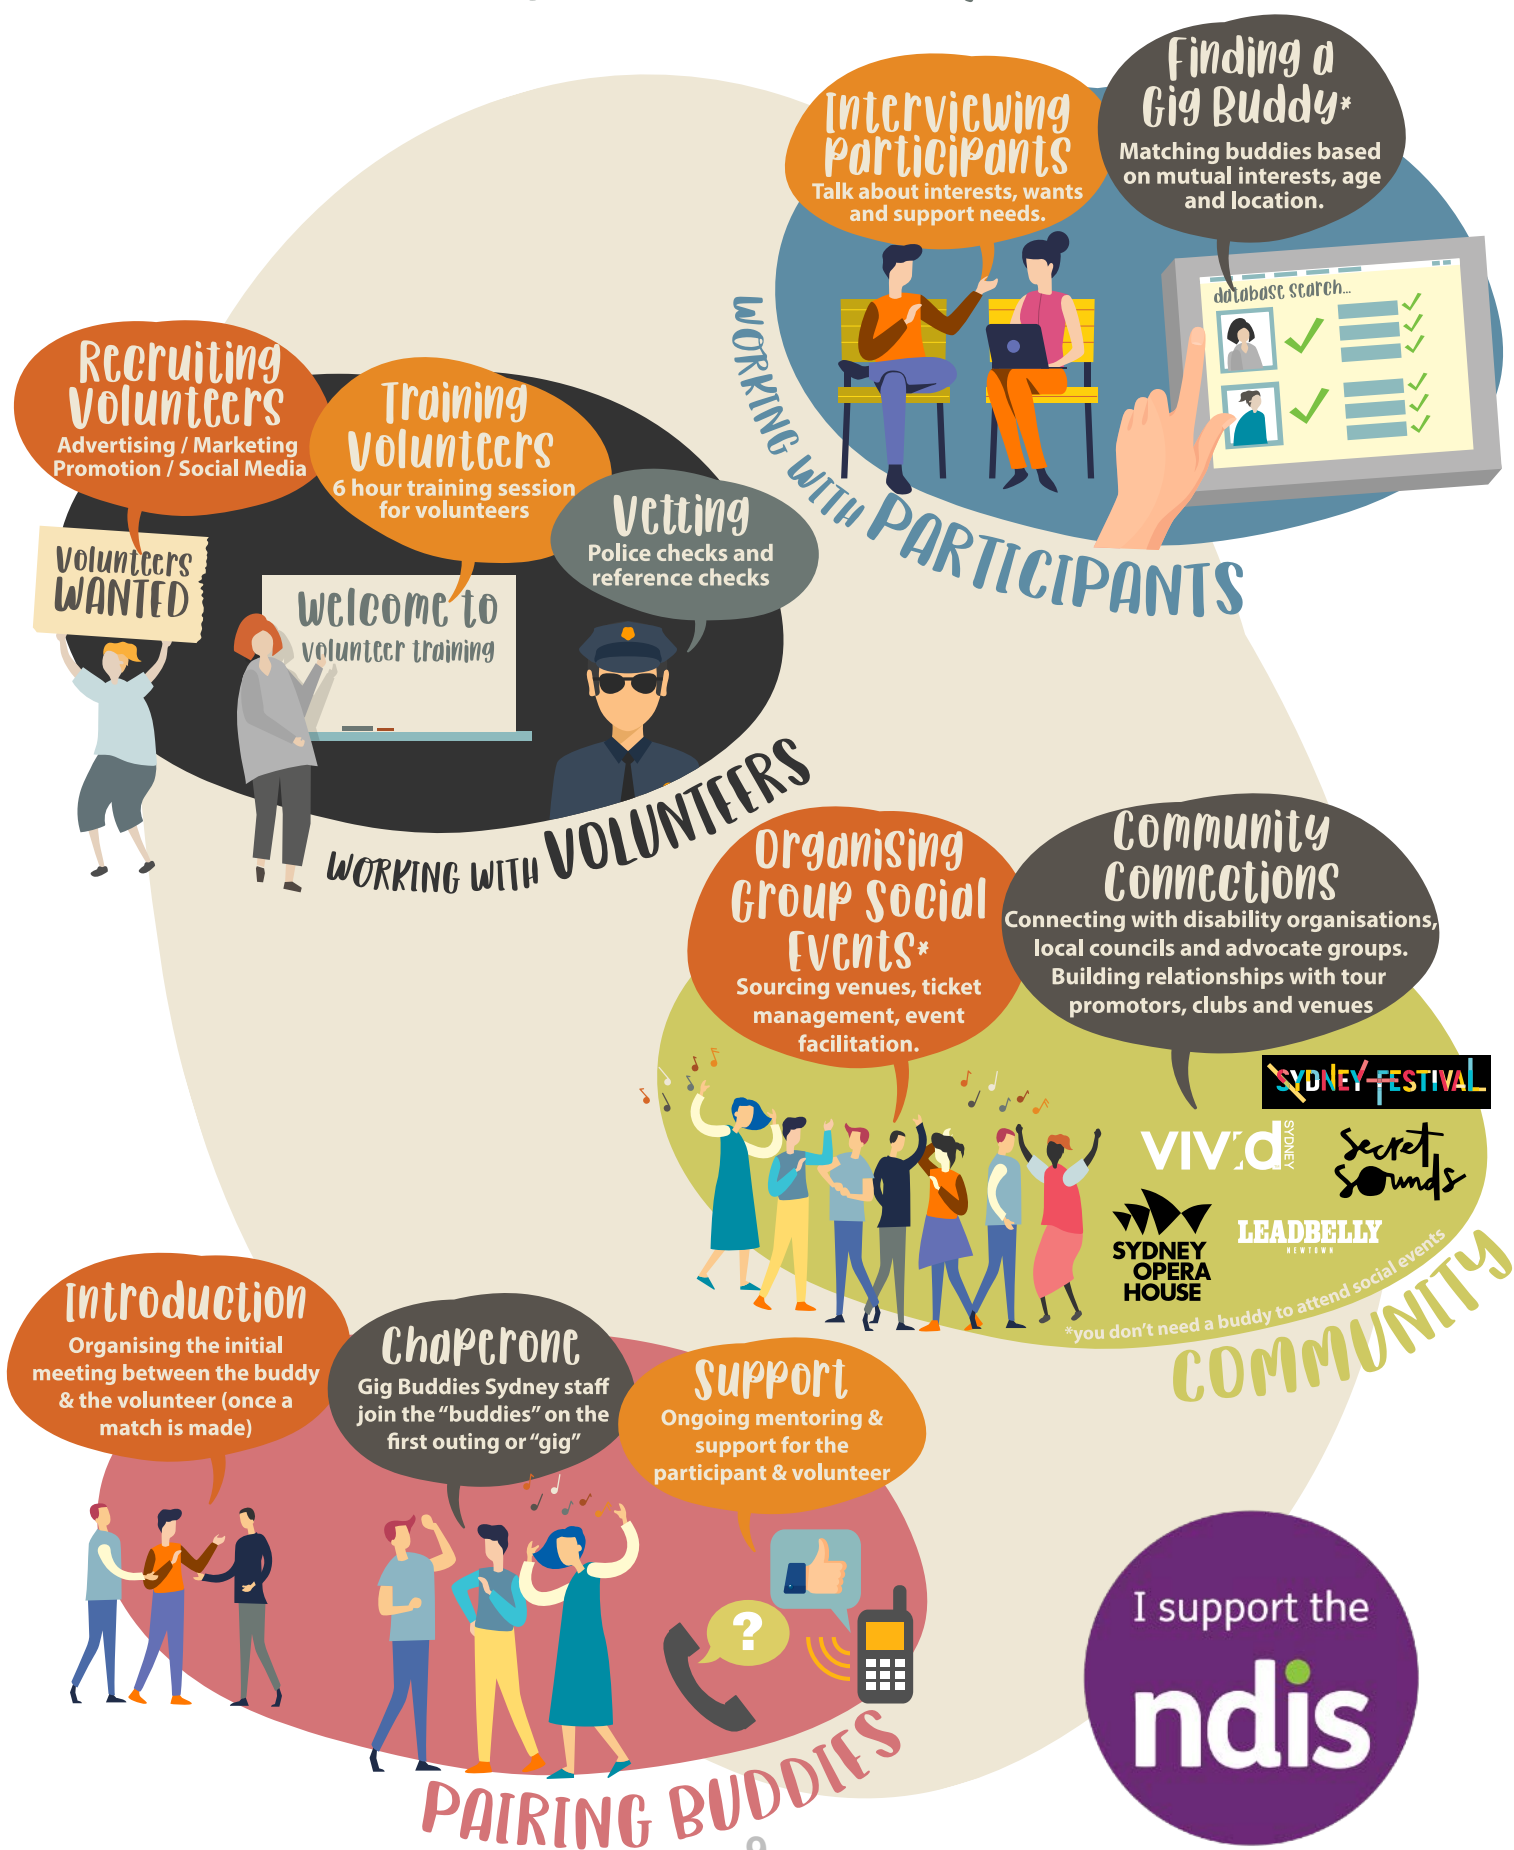 Interviewing
Participants
Talk about interests, wants
and support needs.
Finding a
Gig Buddy*
Matching buddies based
on mutual interests, age
and location.
database search...
WORKING WITH PARTICIPANTS
Recruiting
Volunteers
Advertising / Marketing
Promotion / Social Media
Training
Volunteers
6 hour training session
for volunteers
Vetting
Police checks and
reference checks
Volunteers
WANTED
Welcome to
volunteer training
WORKING WITH VOLUNTEERS
Organising
Group Social
Events*
Sourcing venues, ticket
management, event
facilitation.
Community
Connections
Connecting with disability organisations,
local councils and advocate groups.
Building relationships with tour
promotors, clubs and venues
SYDNEY FESTIVAL
VIVID
SYDNEY
Secret
Sounds
SYDNEY
OPERA
HOUSE
LEADBELLY
NEWTOWN
*you don't need a buddy to attend social events
COMMUNITY
Introduction
Organising the initial
meeting between the buddy
& the volunteer (once a
match is made)
Chaperone
Gig Buddies Sydney staff
join the “buddies” on the
first outing or “gig”
Support
Ongoing mentoring &
support for the
participant & volunteer
?
PAIRING BUDDIES
I support the
ndis